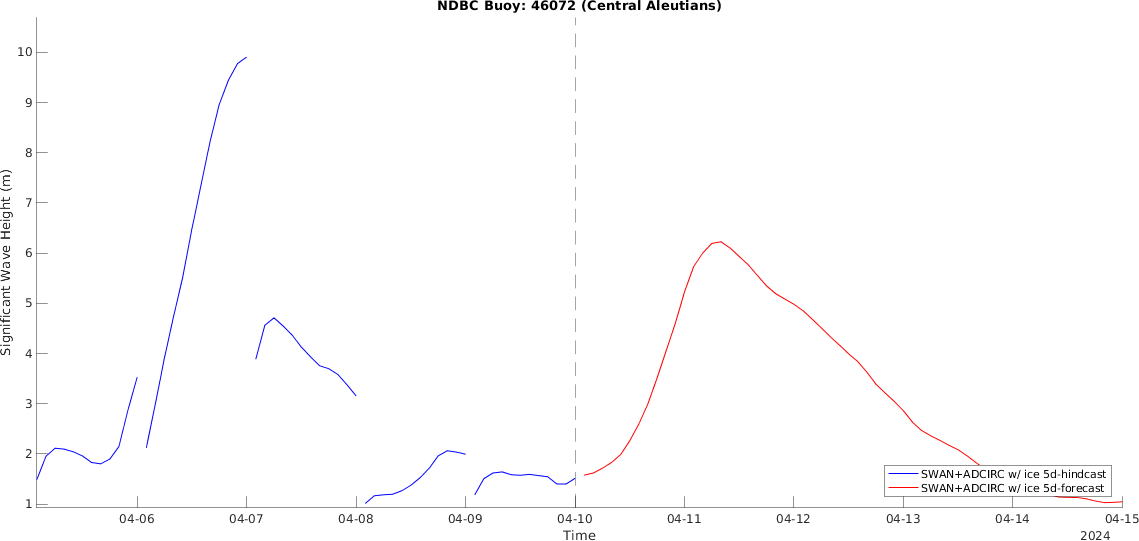 NDBC Buoy: 46072 (Central Aleutians)
Significant Wave Height (m)
10
9
8
7
6
5
4
3
2
1
SWAN+ADCIRC w/ ice 5d-hindcast
SWAN+ADCIRC w/ ice 5d-forecast
04-06 04-07 04-08 04-09 04-10 04-11 04-12 04-13 04-14 04-15
Time
2024